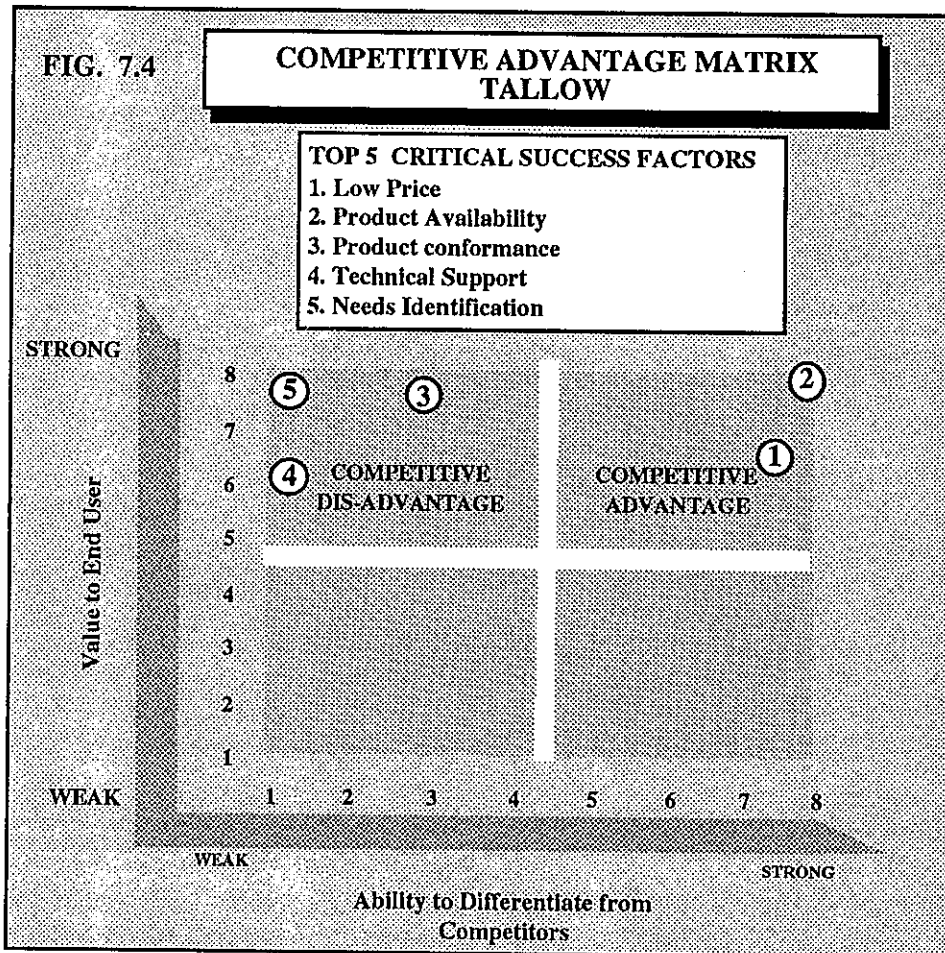 FIG. 7.4
COMPETITIVE ADVANTAGE MATRIX
TALLOW
TOP 5 CRITICAL SUCCESS FACTORS
1. Low Price
2. Product Availability
3. Product conformance
4. Technical Support
5. Needs Identification
STRONG
Value to End User
8
7
6
5
4
3
2
1
5
3
2
4
1
COMPETITIVE
DIS-ADVANTAGE
COMPETITIVE
ADVANTAGE
WEAK
1 2 3 4 5 6 7 8
WEAK
STRONG
Ability to Differentiate from
Competitors